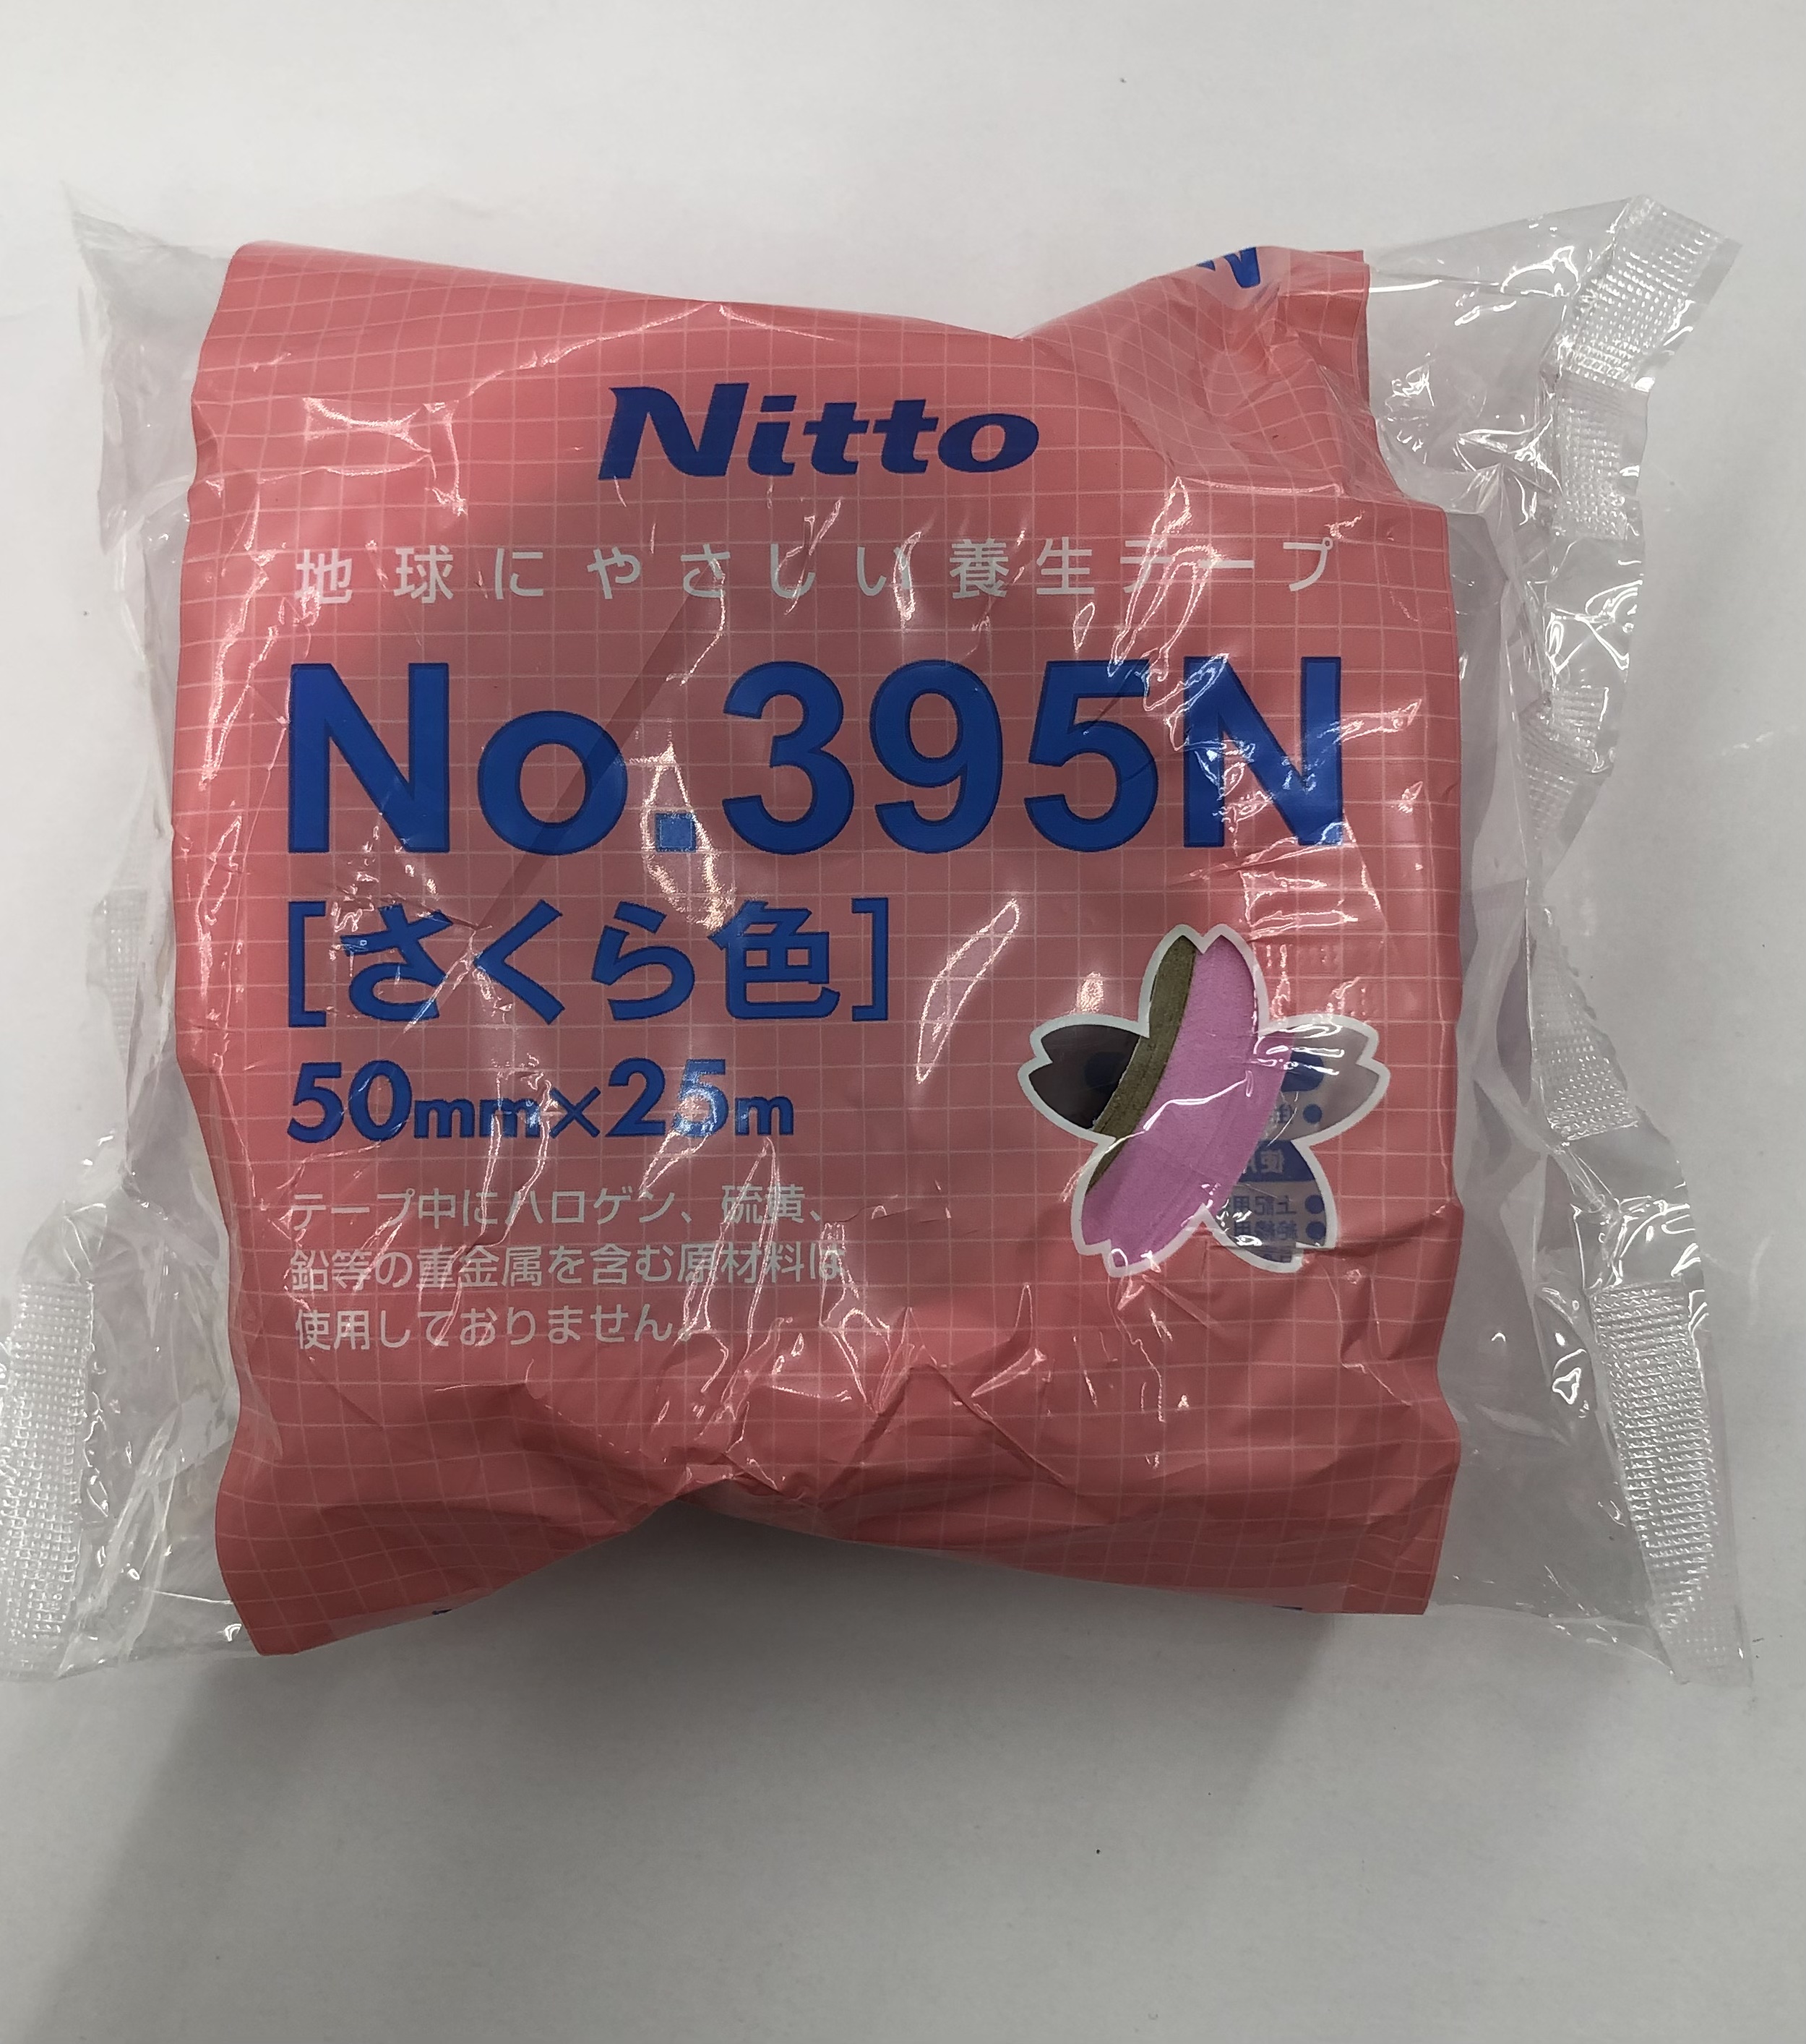 Nitto
地球にやさしい養生テープ
No.395N
[さくら色]
50mm×25m
テープ中にハロゲン、硫黄、
鉛等の重金属を含む原材料は
使用しておりません。